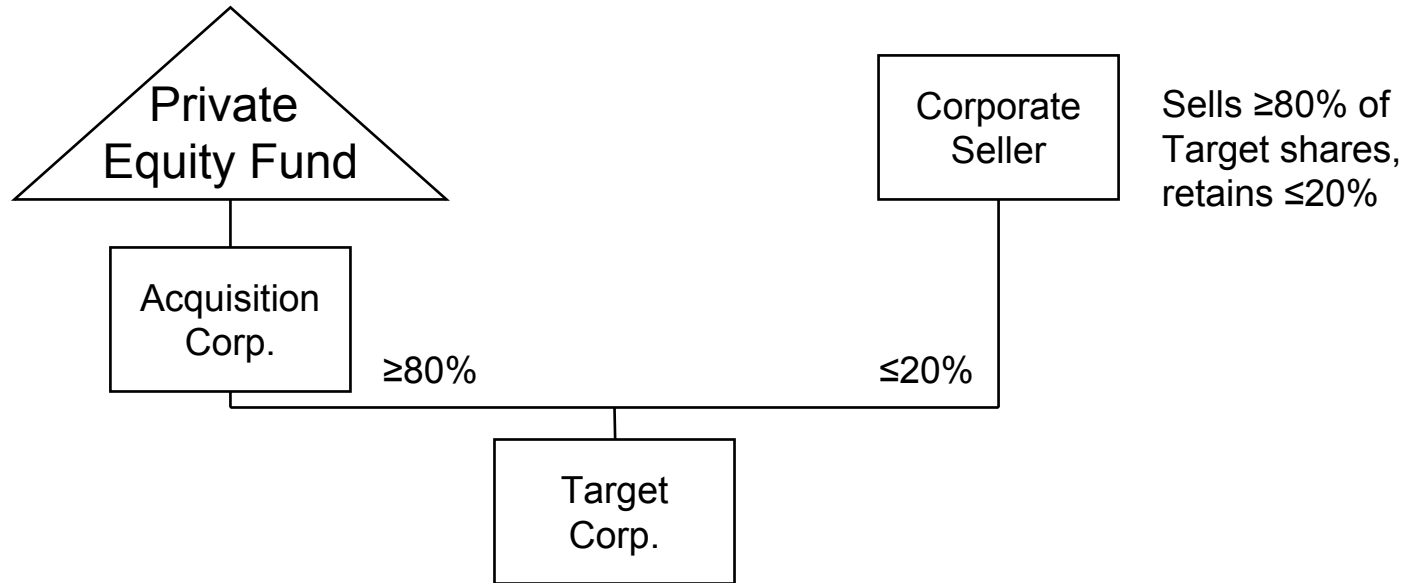 Private
Equity Fund
Corporate
Seller
Sells ≥80% of
Target shares,
retains ≤20%
Acquisition
Corp.
≥80%
≤20%
Target
Corp.